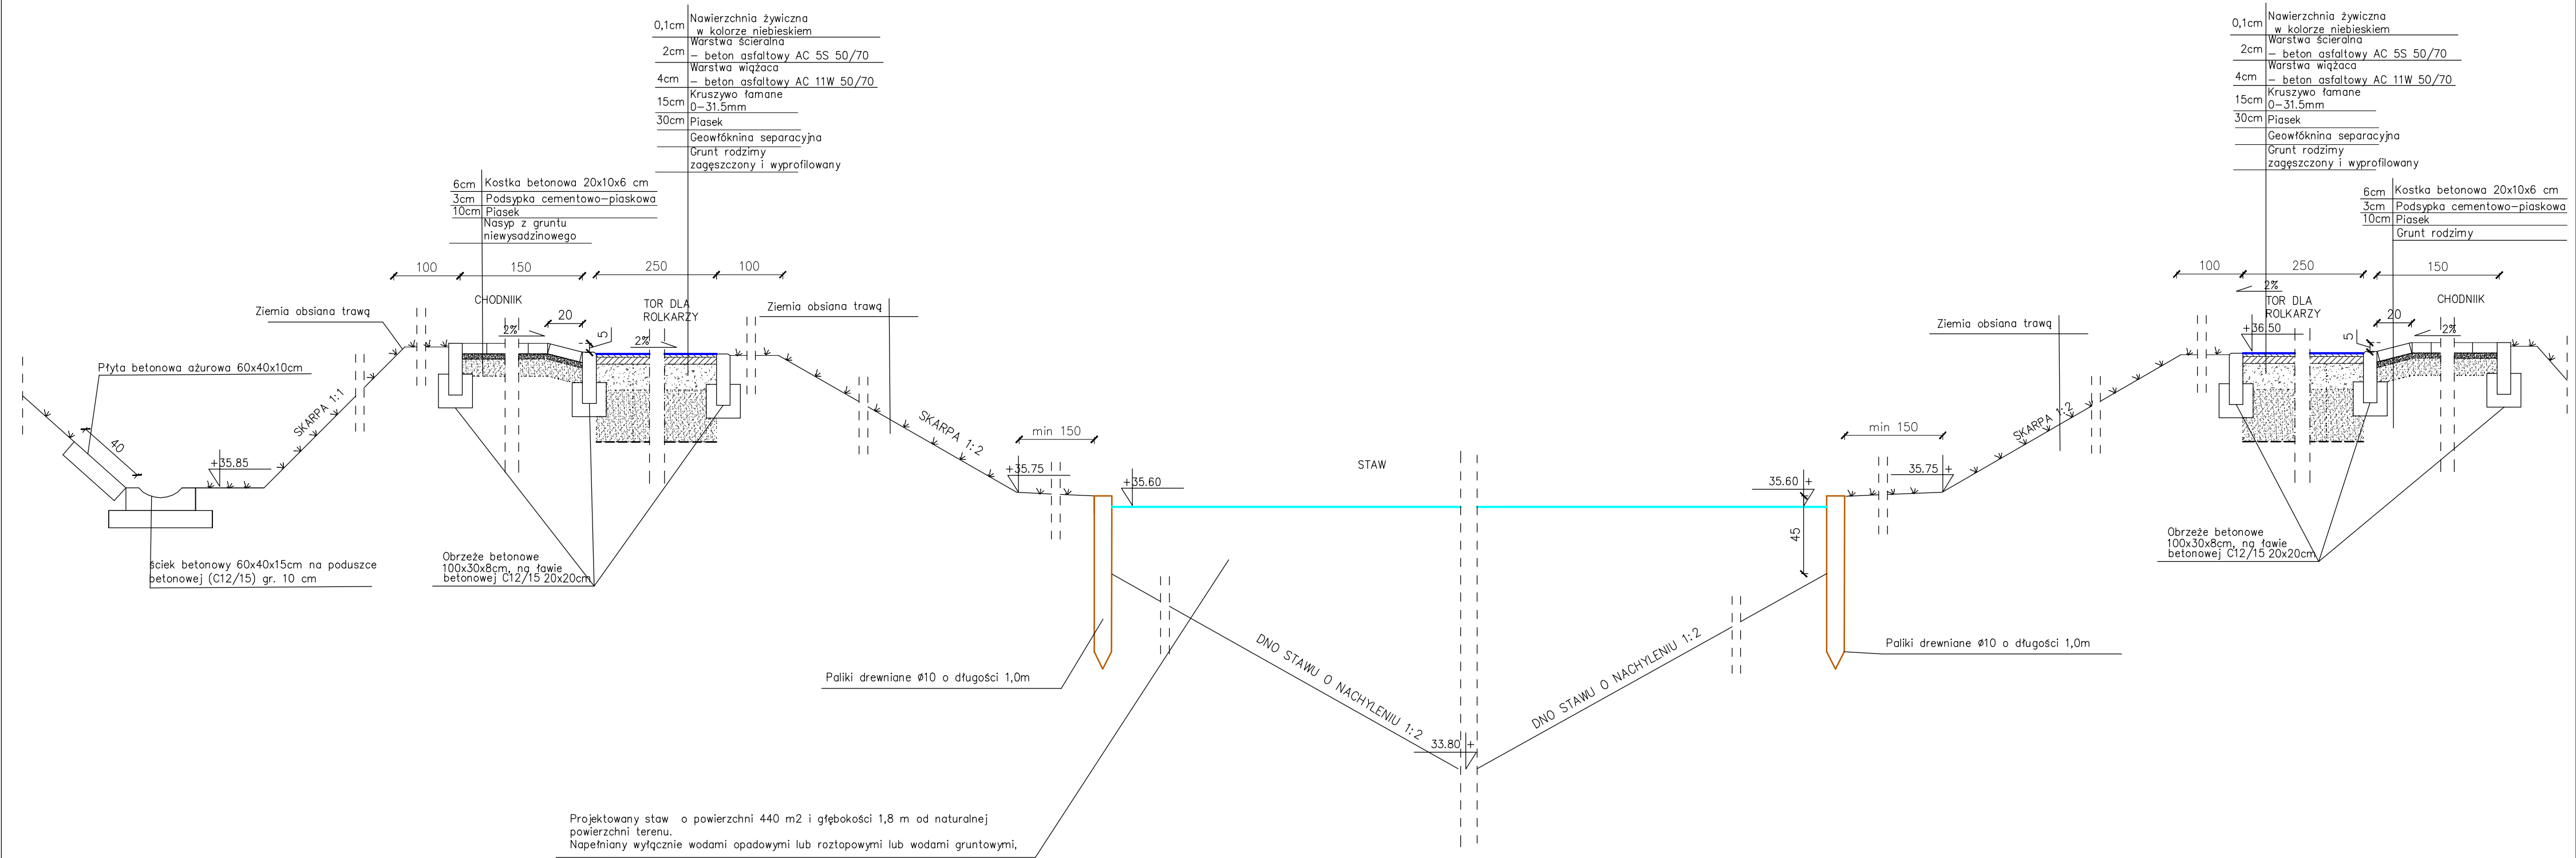 0,1cm Nawierzchnia żywiczna
w kolorze niebieskiem
2cm Warstwa ścieralna
– beton asfaltowy AC 5S 50/70
4cm Warstwa wiążaca
– beton asfaltowy AC 11W 50/70
15cm Kruszywo łamane
0–31.5mm
30cm Piasek
Geowłóknina separacyjna
Grunt rodzimy
zagęszczony i wyprofilowany
6cm Kostka betonowa 20x10x6 cm
3cm Podsypka cementowo–piaskowa
10cm Piasek
Nasyp z gruntu
niewysadzinowego
100 150 250 100
CHODNIIK
TOR DLA
ROLKARZY
Ziemia obsiana trawą
Ziemia obsiana trawą
20
5
2%
2%
Płyta betonowa ażurowa 60x40x10cm
40
SKARPA 1:1
+35.85
SKARPA 1:2
min 150
+35.75
+35.60
STAW
ściek betonowy 60x40x15cm na poduszce
betonowej (C12/15) gr. 10 cm
Obrzeże betonowe
100x30x8cm, na ławie
betonowej C12/15 20x20cm
Paliki drewniane ø10 o długości 1,0m
DNO STAWU O NACHYLENIU 1:2
33.80 +
DNO STAWU O NACHYLENIU 1:2
Projektowany staw o powierzchni 440 m2 i głębokości 1,8 m od naturalnej
powierzchni terenu.
Napełniany wyłącznie wodami opadowymi lub roztopowymi lub wodami gruntowymi,
0,1cm Nawierzchnia żywiczna
w kolorze niebieskiem
2cm Warstwa ścieralna
– beton asfaltowy AC 5S 50/70
4cm Warstwa wiążaca
– beton asfaltowy AC 11W 50/70
15cm Kruszywo łamane
0–31.5mm
30cm Piasek
Geowłóknina separacyjna
Grunt rodzimy
zagęszczony i wyprofilowany
6cm Kostka betonowa 20x10x6 cm
3cm Podsypka cementowo–piaskowa
10cm Piasek
Grunt rodzimy
100 250 150
2%
TOR DLA
ROLKARZY
CHODNIIK
+36.50
5
20
2%
Ziemia obsiana trawą
SKARPA 1:2
min 150
35.75 +
35.60 +
45
Obrzeże betonowe
100x30x8cm, na ławie
betonowej C12/15 20x20cm
Paliki drewniane ø10 o długości 1,0m